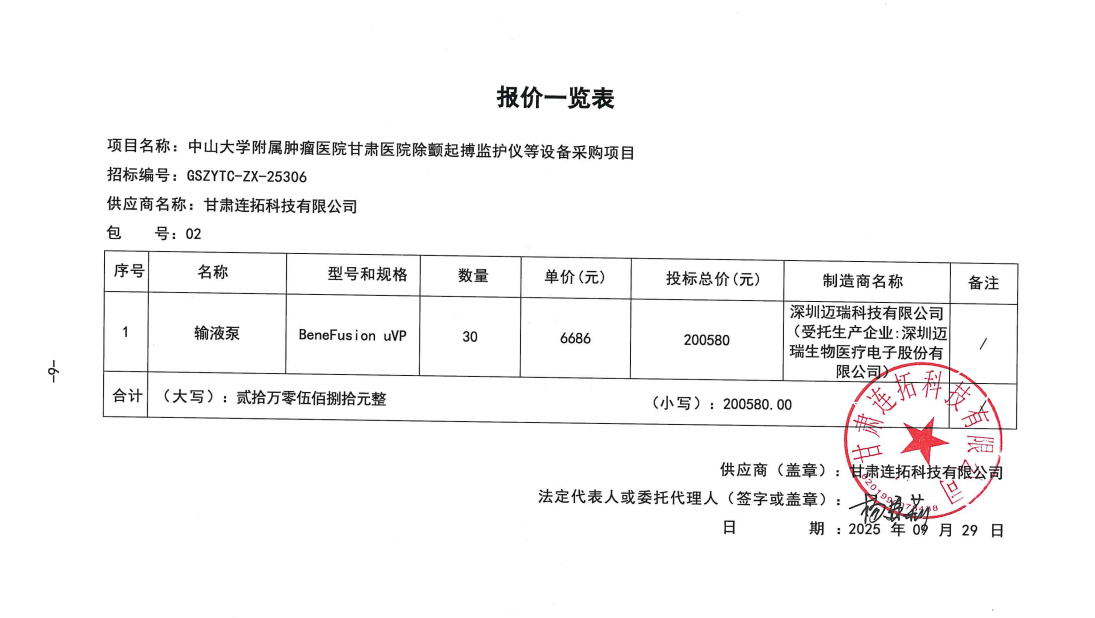 报价一览表
项目名称：中山大学附属肿瘤医院甘肃医院除颤起搏监护仪等设备采购项目
招标编号：GSZYTC-ZX-25306
供应商名称：甘肃连拓科技有限公司
包 号：02
序号 名称 型号和规格 数量 单价(元) 投标总价(元) 制造商名称 备注
1 输液泵 BeneFusion uVP 30 6686 200580 深圳迈瑞科技有限公司
（受托生产企业：深圳迈
瑞生物医疗电子股份有
限公司） /
合计 （大写）：贰拾万零伍佰捌拾元整 （小写）：200580.00 /
甘肃连拓科技有限公司
供应商（盖章）：甘肃连拓科技有限公司
法定代表人或委托代理人（签字或盖章）：
日 期：2025 年 09 月 29 日
-9-